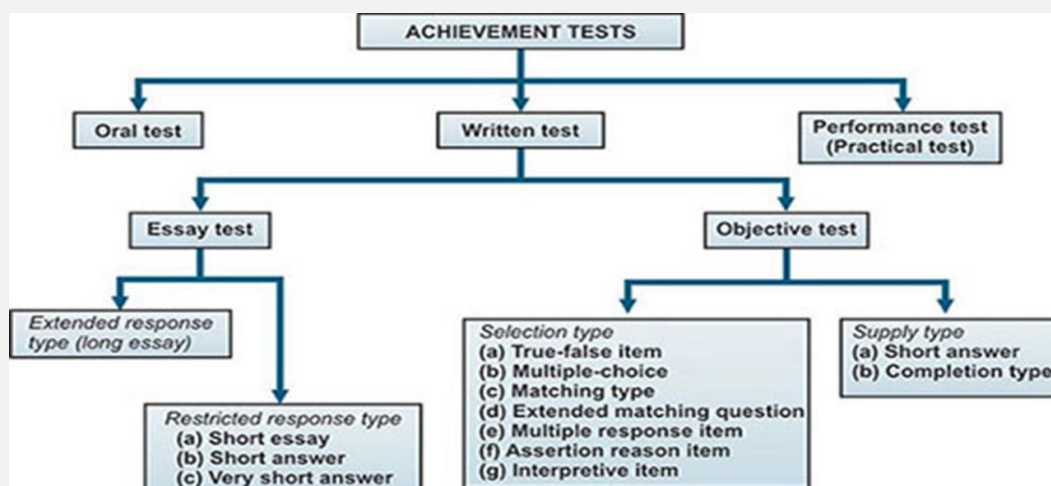 ACHIEVEMENT TESTS
Oral test
Written test
Performance test
(Practical test)
Essay test
Objective test
Extended response
type (long essay)
Restricted response type
(a) Short essay
(b) Short answer
(c) Very short answer
Selection type
(a) True-false item
(b) Multiple-choice
(c) Matching type
(d) Extended matching question
(e) Multiple response item
(f) Assertion reason item
(g) Interpretive item
Supply type
(a) Short answer
(b) Completion type